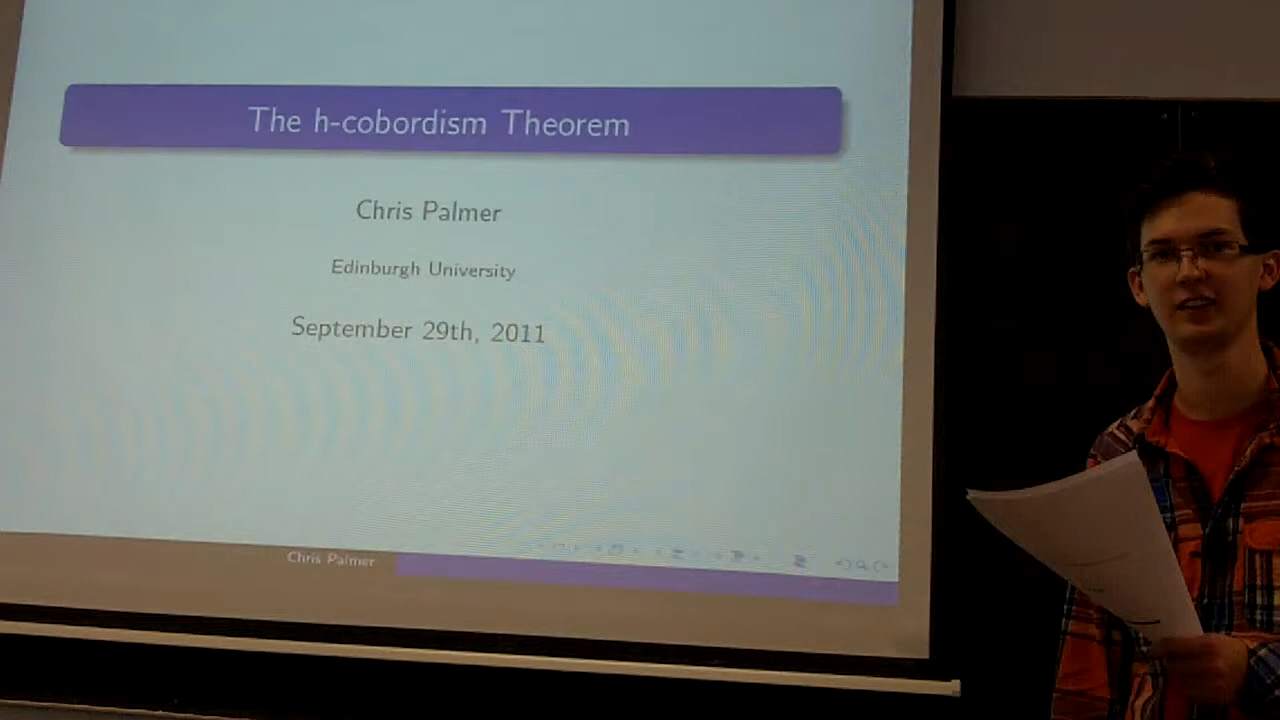 The h-cobordism Theorem
Chris Palmer
Edinburgh University
September 29th, 2011
Chris Palmer